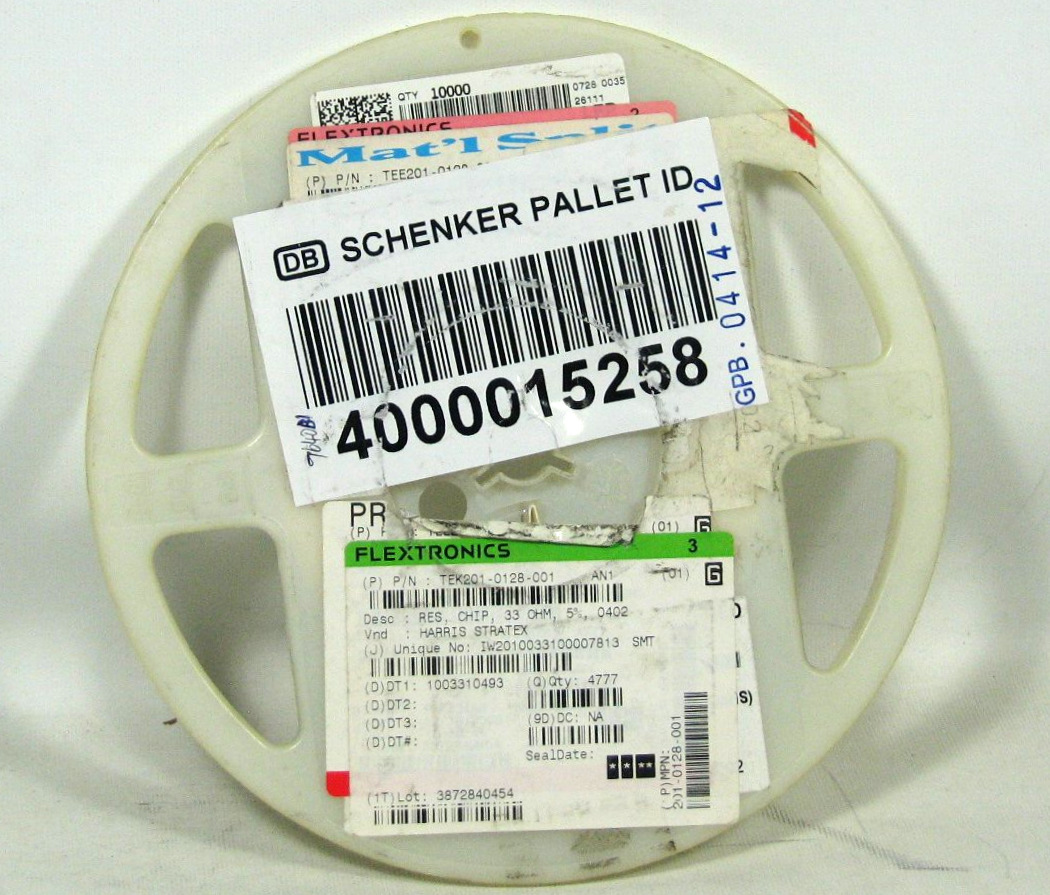 QTY 10000
0728 0035
26111
FLEXTRONICS 2
Mat'l Split
(P) P/N : TEE201-0128
DB SCHENKER PALLET ID
4000015258
GPB.0414-12
PR
(P) P
(01) G
FLEXTRONICS 3
(P) P/N : TEK201-0128-001 AN1 (01) G
Desc : RES, CHIP, 33 OHM, 5%, 0402
Vnd : HARRIS STRATEX
(J) Unique No: IW2010033100007813 SMT
(D)DT1: 1003310493 (Q)Qty: 4777
(D)DT2:
(D)DT3: (9D)DC: NA
(D)DT#:
SealDate:
(1T)Lot: 3872840454
(P)MPN:
201-0128-001
S)
2